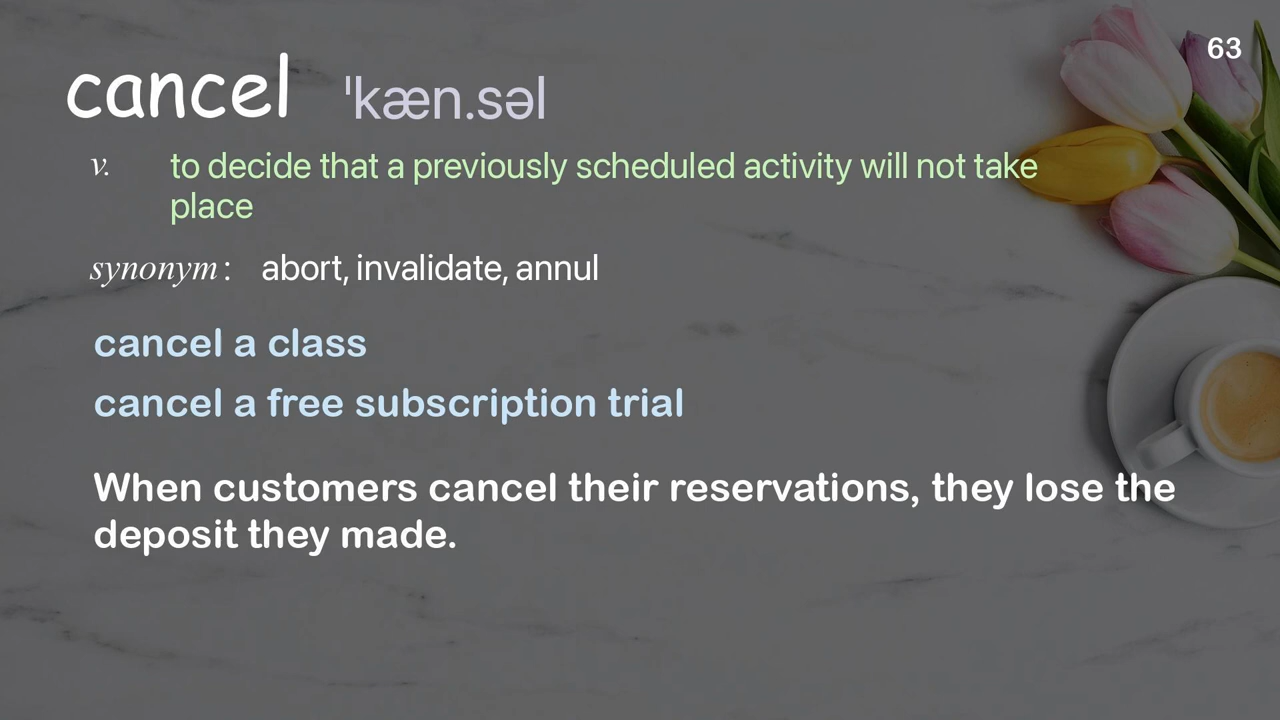 63
cancel ˈkæn.səl
v. to decide that a previously scheduled activity will not take
place
synonym: abort, invalidate, annul
cancel a class
cancel a free subscription trial
When customers cancel their reservations, they lose the
deposit they made.